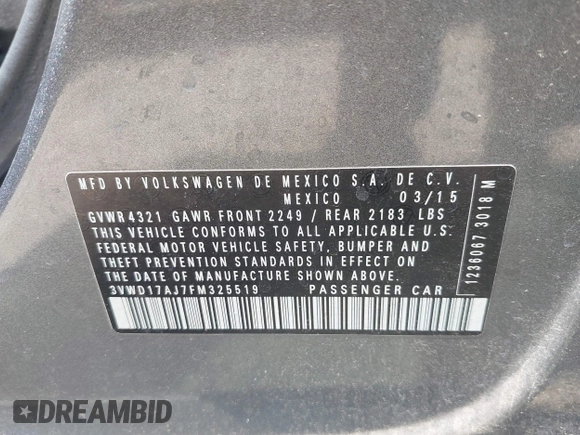 MFD BY VOLKSWAGEN DE MEXICO S.A. DE C.V.
MEXICO 03/15
GVWR 4321 GAWR FRONT 2249 / REAR 2183 LBS
THIS VEHICLE CONFORMS TO ALL APPLICABLE U.S.
FEDERAL MOTOR VEHICLE SAFETY, BUMPER AND
THEFT PREVENTION STANDARDS IN EFFECT ON
THE DATE OF MANUFACTURE SHOWN ABOVE.
3VWD17AJ7FM325519 PASSENGER CAR
1236067 3018 M
DREAMBID